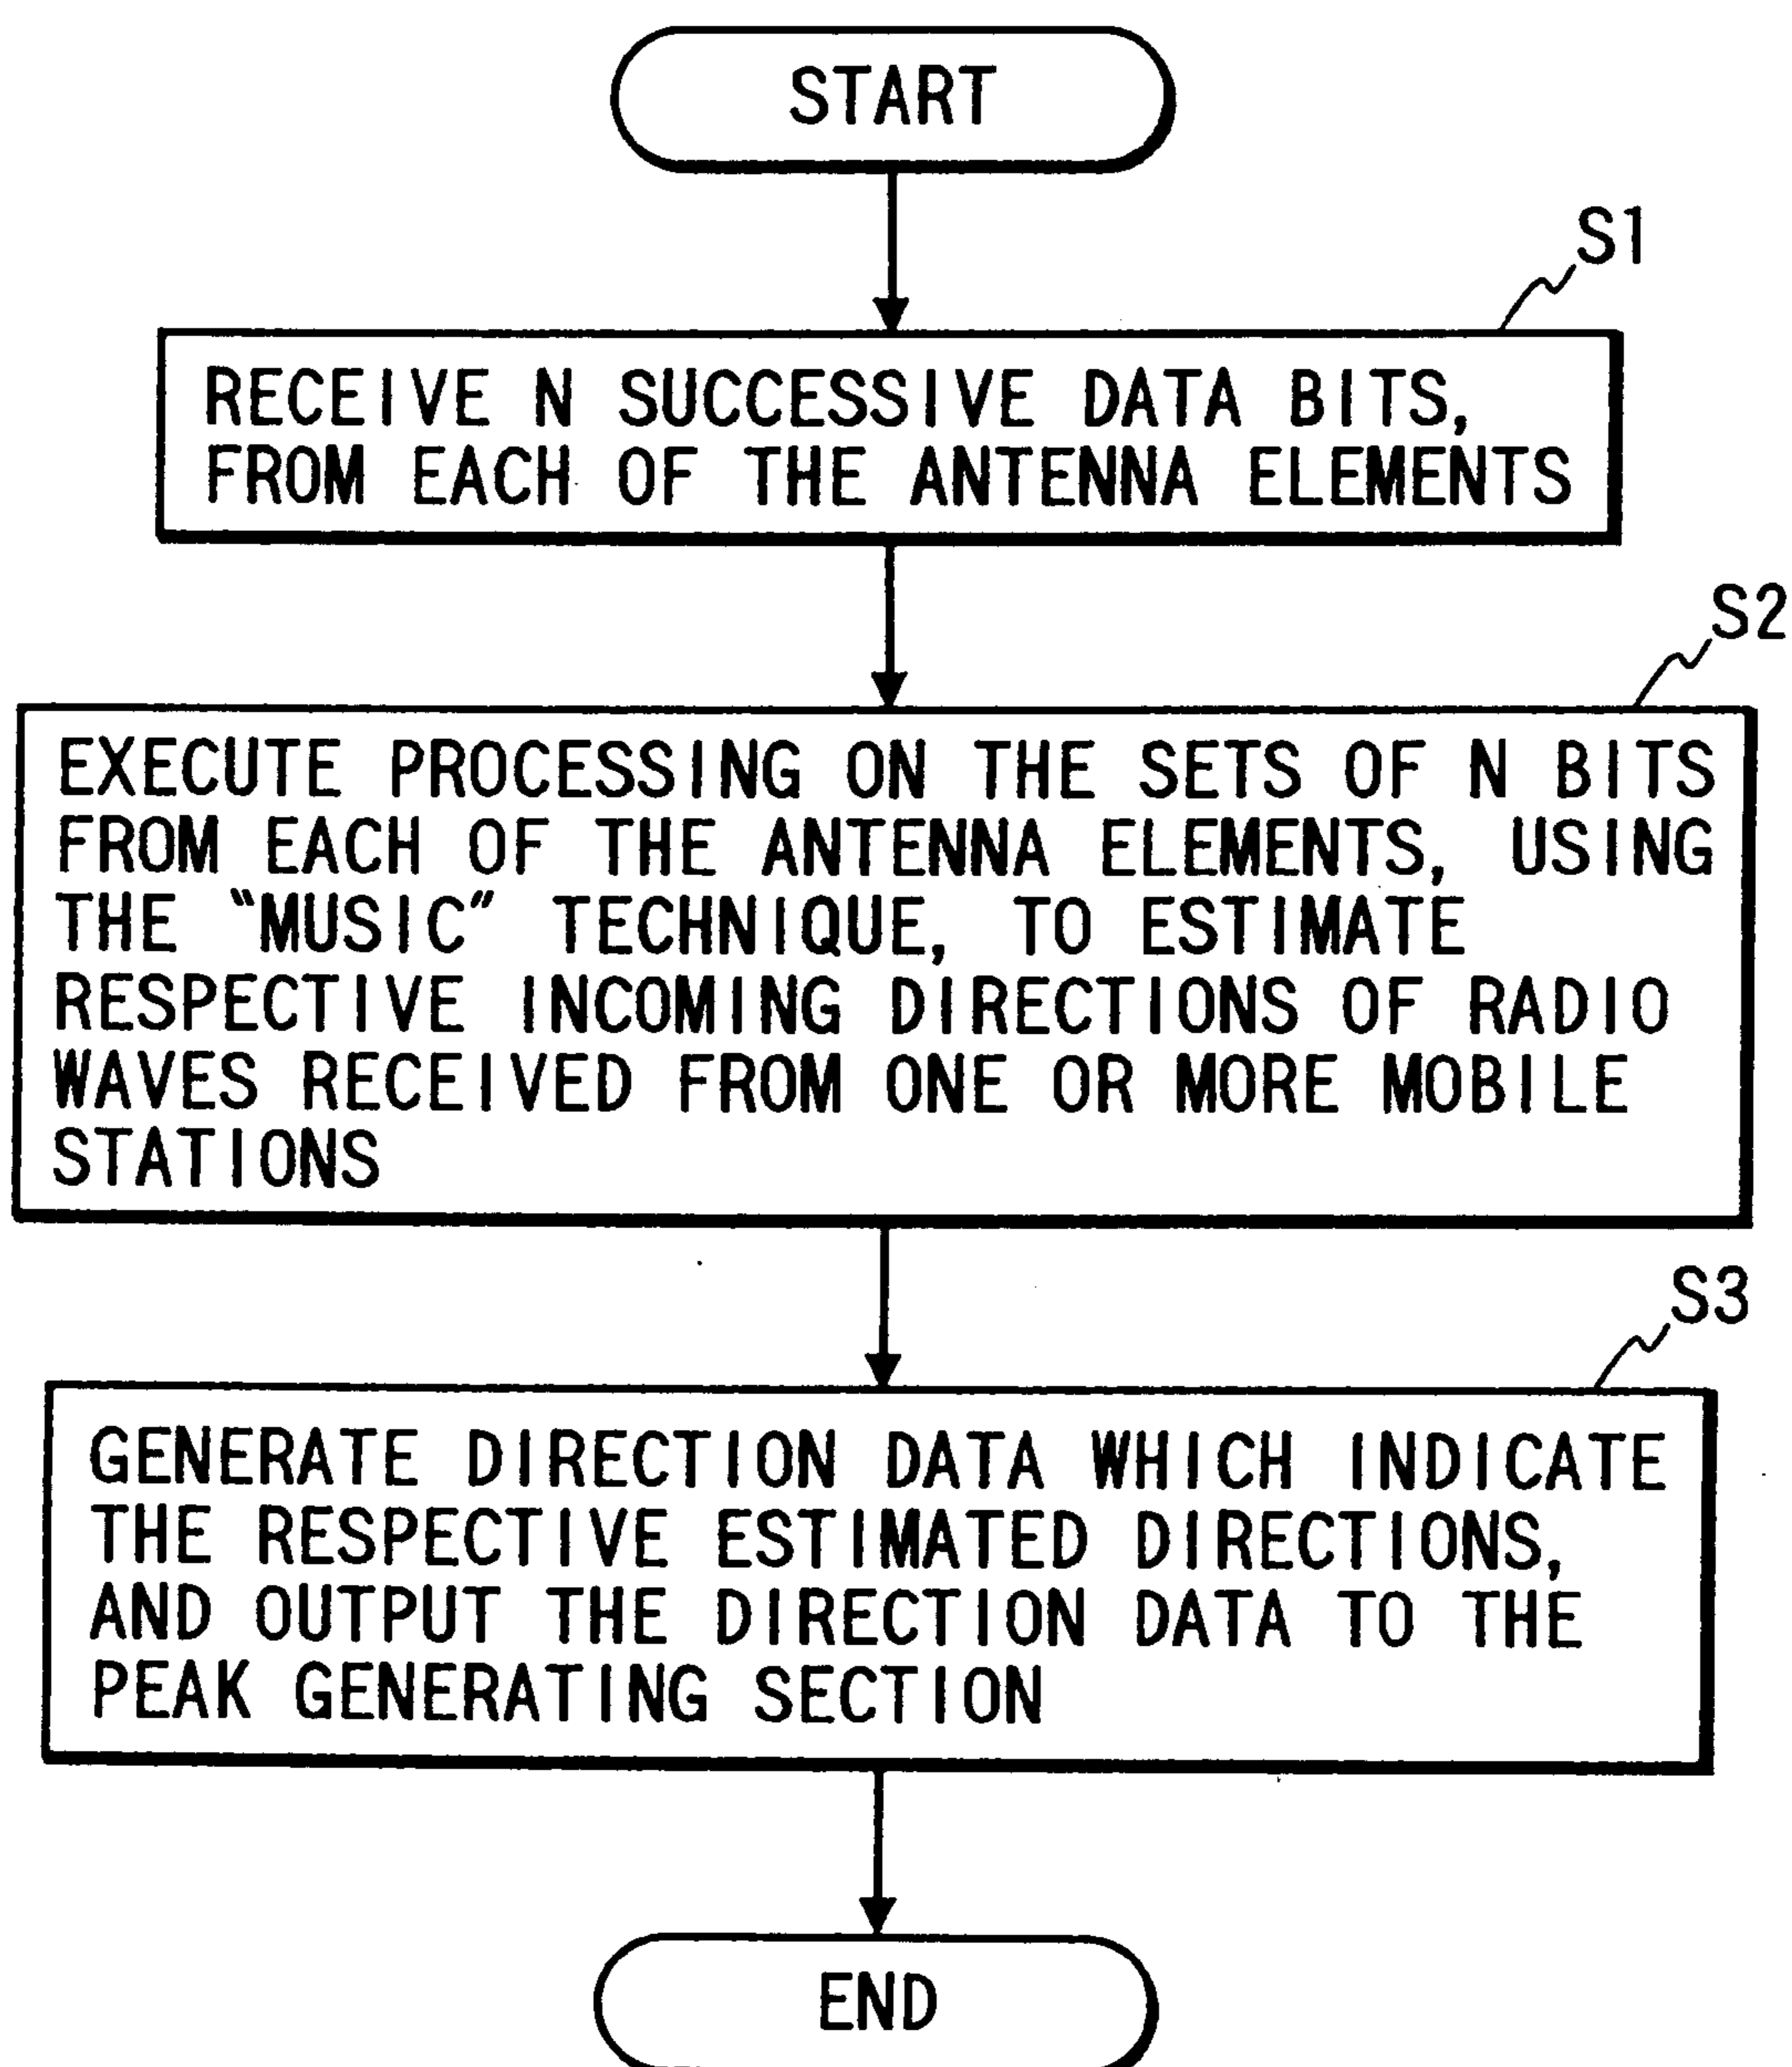 START
S1
RECEIVE N SUCCESSIVE DATA BITS,
FROM EACH OF THE ANTENNA ELEMENTS
S2
EXECUTE PROCESSING ON THE SETS OF N BITS
FROM EACH OF THE ANTENNA ELEMENTS, USING
THE "MUSIC" TECHNIQUE, TO ESTIMATE
RESPECTIVE INCOMING DIRECTIONS OF RADIO
WAVES RECEIVED FROM ONE OR MORE MOBILE
STATIONS
S3
GENERATE DIRECTION DATA WHICH INDICATE
THE RESPECTIVE ESTIMATED DIRECTIONS,
AND OUTPUT THE DIRECTION DATA TO THE
PEAK GENERATING SECTION
END